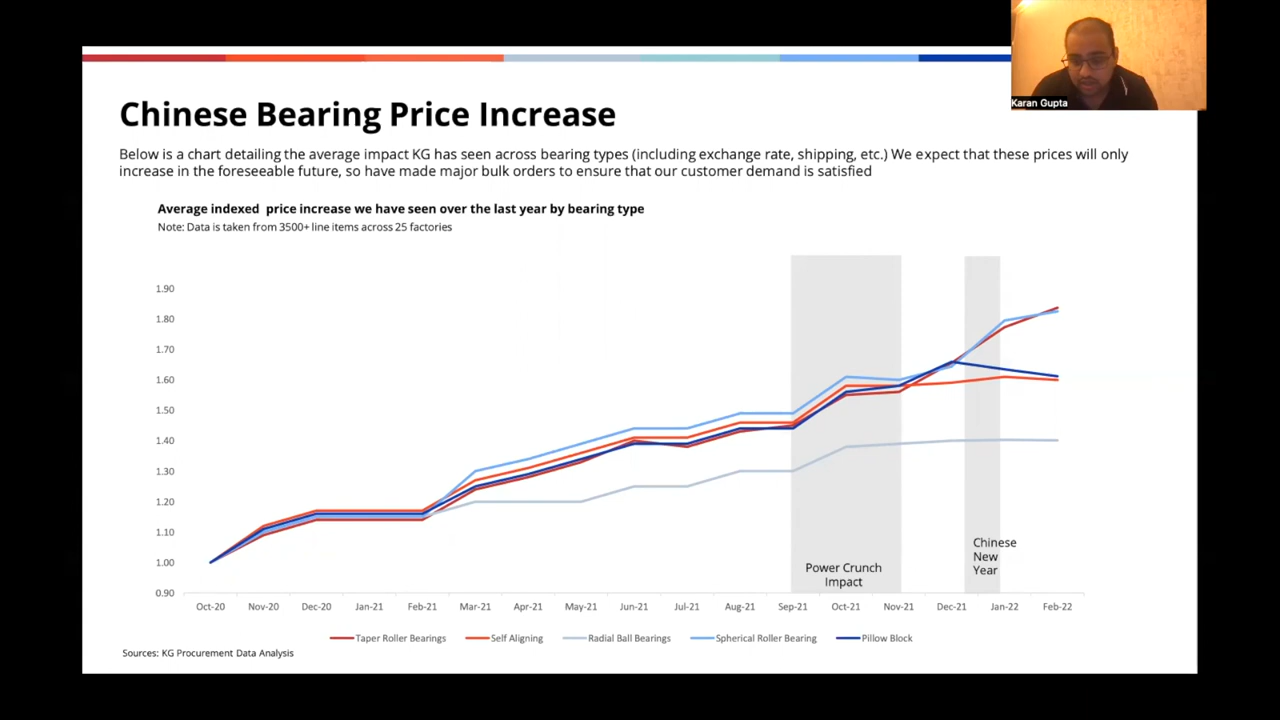 Karan Gupta
Chinese Bearing Price Increase
Below is a chart detailing the average impact KG has seen across bearing types (including exchange rate, shipping, etc.) We expect that these prices will only
increase in the foreseeable future, so have made major bulk orders to ensure that our customer demand is satisfied
Average indexed  price increase we have seen over the last year by bearing type
Note: Data is taken from 3500+ line items across 25 factories
1.90
1.80
1.70
1.60
1.50
1.40
1.30
1.20
1.10
1.00
0.90
Power Crunch
Impact
Chinese
New
Year
Oct-20 Nov-20 Dec-20 Jan-21 Feb-21 Mar-21 Apr-21 May-21 Jun-21 Jul-21 Aug-21 Sep-21 Oct-21 Nov-21 Dec-21 Jan-22 Feb-22
Taper Roller Bearings Self Aligning Radial Ball Bearings Spherical Roller Bearing Pillow Block
Sources: KG Procurement Data Analysis